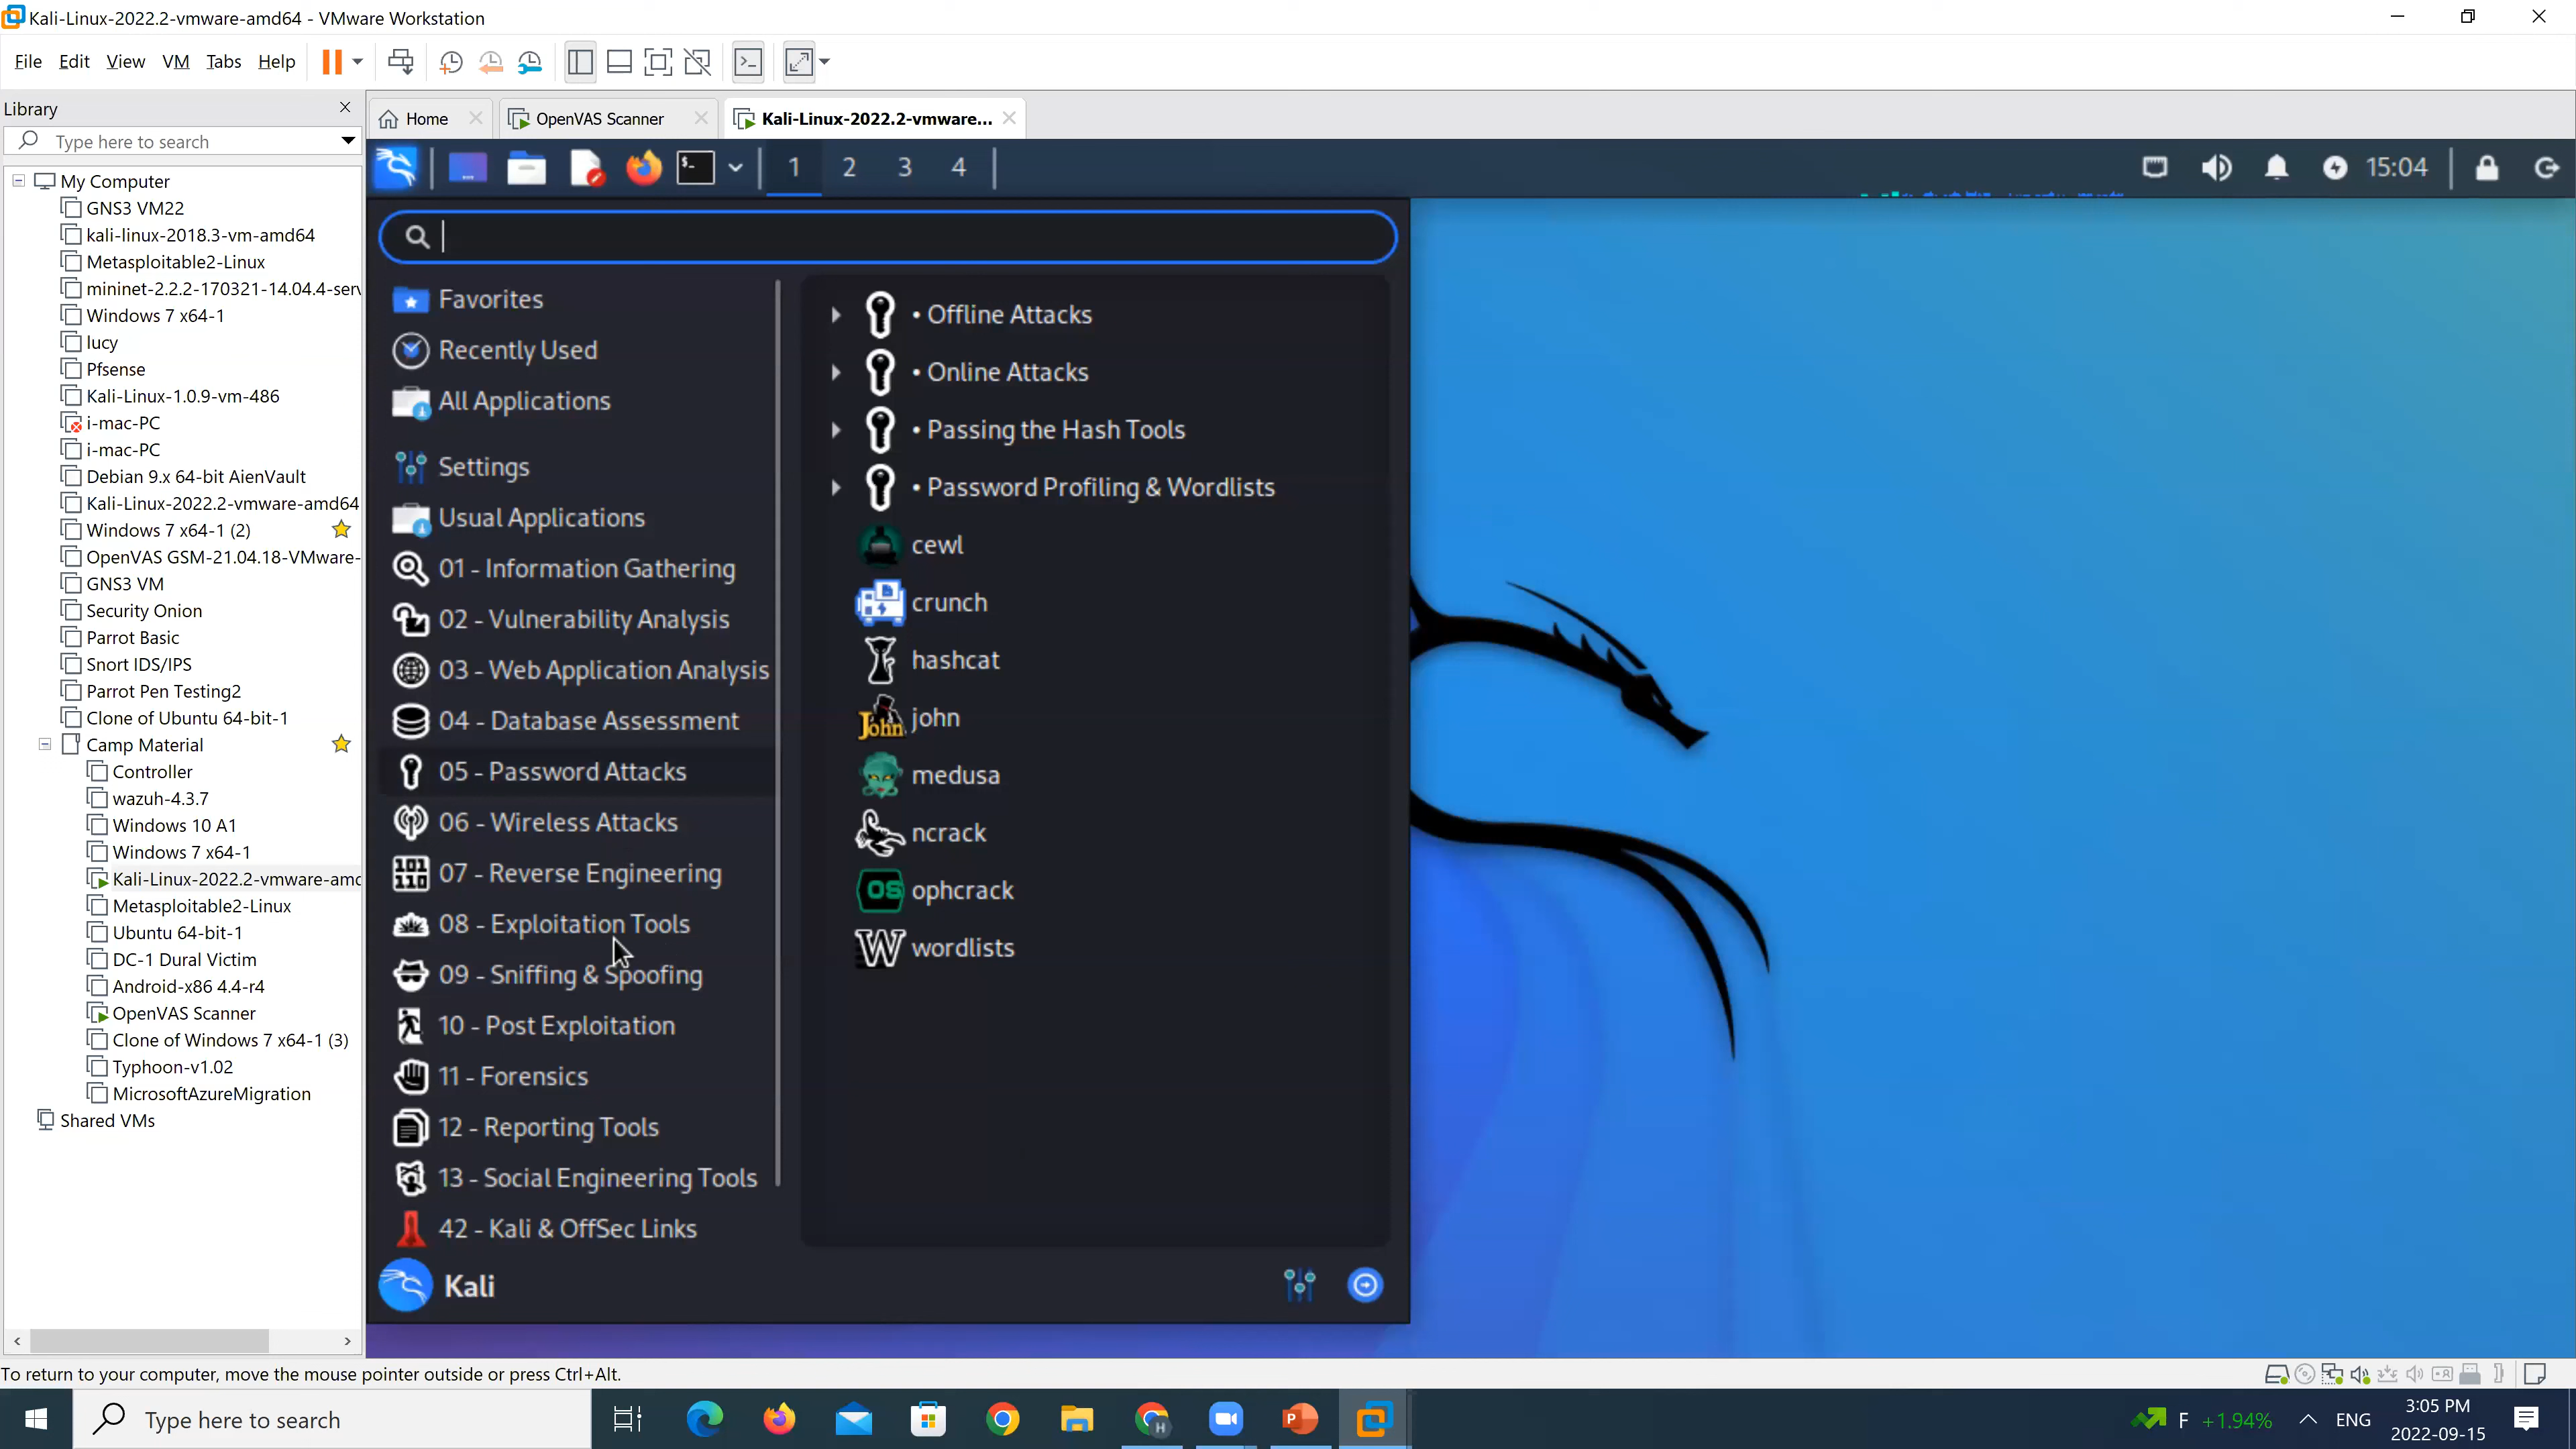 Kali-Linux-2022.2-vmware-amd64 - VMware Workstation
File Edit View VM Tabs Help
Library
Type here to search
My Computer
GNS3 VM22
kali-linux-2018.3-vm-amd64
Metasploitable2-Linux
mininet-2.2.2-170321-14.04.4-serv
Windows 7 x64-1
lucy
Pfsense
Kali-Linux-1.0.9-vm-486
i-mac-PC
i-mac-PC
Debian 9.x 64-bit AienVault
Kali-Linux-2022.2-vmware-amd64
Windows 7 x64-1 (2)
OpenVAS GSM-21.04.18-VMware-
GNS3 VM
Security Onion
Parrot Basic
Snort IDS/IPS
Parrot Pen Testing2
Clone of Ubuntu 64-bit-1
Camp Material
Controller
wazuh-4.3.7
Windows 10 A1
Windows 7 x64-1
Kali-Linux-2022.2-vmware-amd
Metasploitable2-Linux
Ubuntu 64-bit-1
DC-1 Dural Victim
Android-x86 4.4-r4
OpenVAS Scanner
Clone of Windows 7 x64-1 (3)
Typhoon-v1.02
MicrosoftAzureMigration
Shared VMs
Home
OpenVAS Scanner
Kali-Linux-2022.2-vmware...
1 2 3 4
15:04
Favorites
Recently Used
All Applications
Settings
Usual Applications
01 - Information Gathering
02 - Vulnerability Analysis
03 - Web Application Analysis
04 - Database Assessment
05 - Password Attacks
06 - Wireless Attacks
07 - Reverse Engineering
08 - Exploitation Tools
09 - Sniffing & Spoofing
10 - Post Exploitation
11 - Forensics
12 - Reporting Tools
13 - Social Engineering Tools
42 - Kali & OffSec Links
Kali
• Offline Attacks
• Online Attacks
• Passing the Hash Tools
• Password Profiling & Wordlists
cewl
crunch
hashcat
john
medusa
ncrack
ophcrack
wordlists
To return to your computer, move the mouse pointer outside or press Ctrl+Alt.
Type here to search
F +1.94%
ENG
3:05 PM
2022-09-15